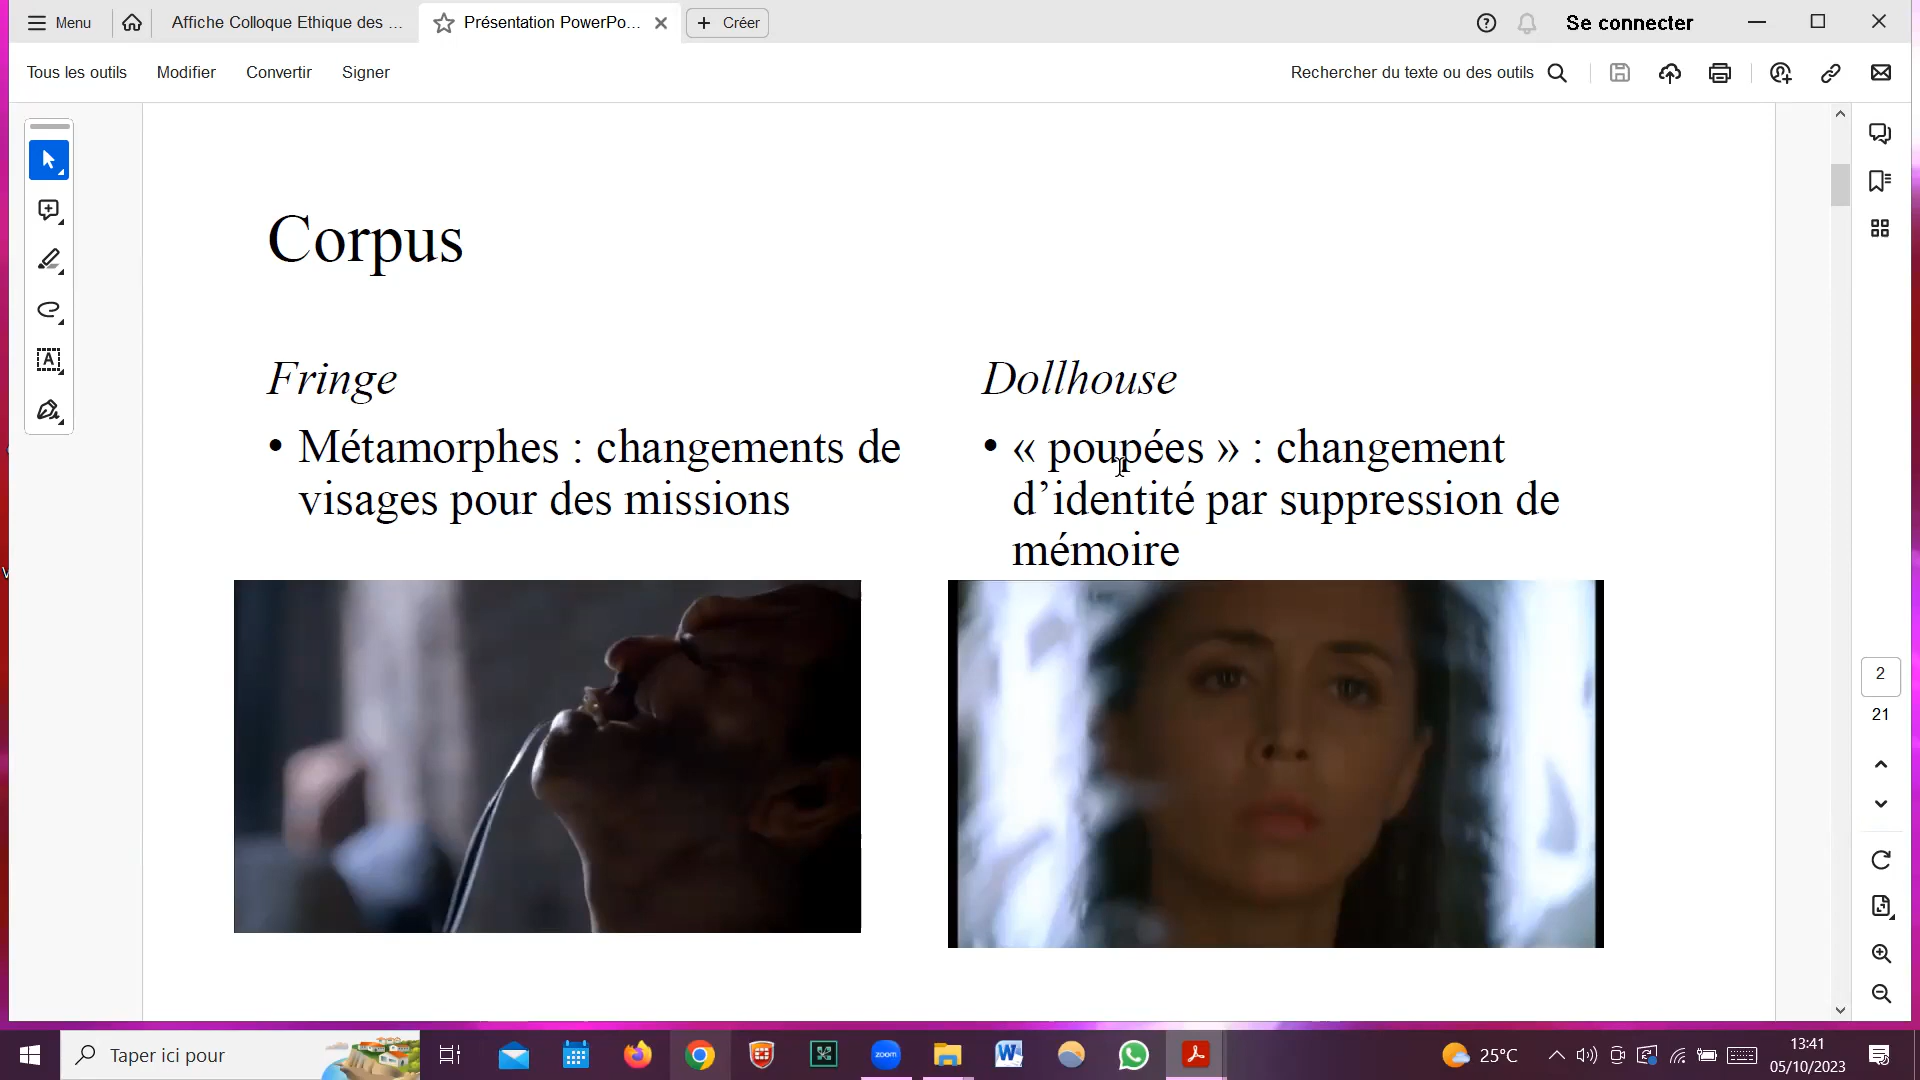 Menu
Affiche Colloque Ethique des ...
Présentation PowerPo...
Créer
Se connecter
Tous les outils
Modifier
Convertir
Signer
Rechercher du texte ou des outils
Corpus
Fringe
• Métamorphes : changements de
visages pour des missions
Dollhouse
• « poupées » : changement
d’identité par suppression de
mémoire
2
21
Taper ici pour
zoom
25°C
13:41
05/10/2023